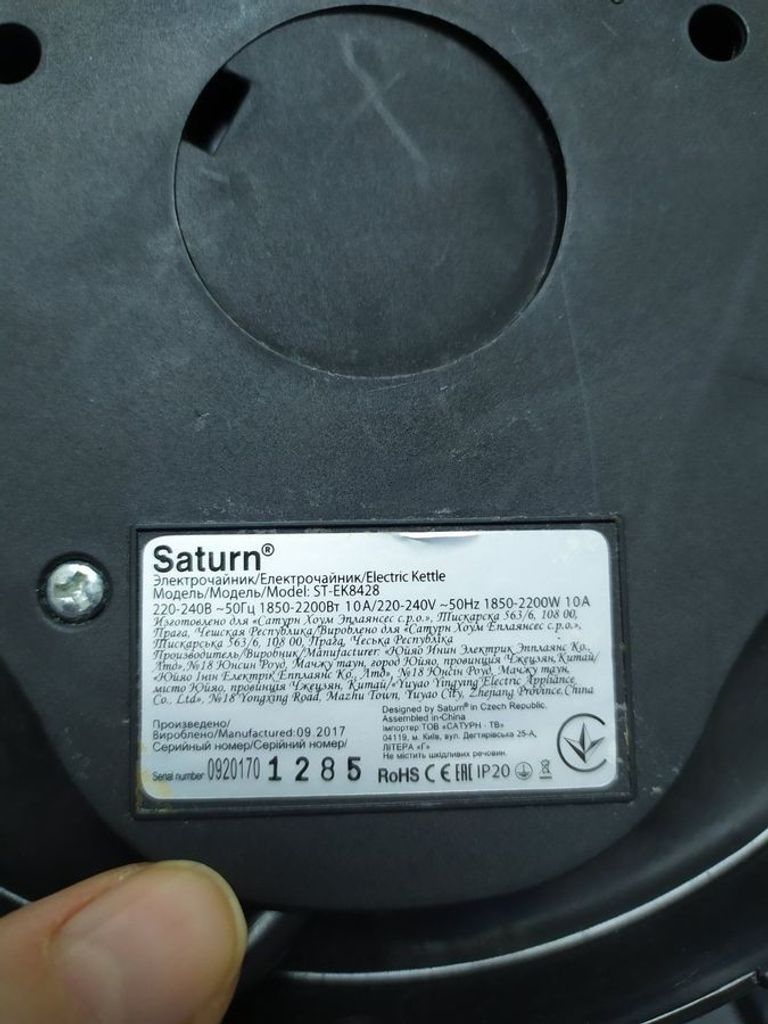 Saturn®
Электрочайник/Електрочайник/Electric Kettle
Модель/Модель/Model: ST-EK8428
220-240В ~50Гц 1850-2200Вт 10А/220-240V ~50Hz 1850-2200W 10A
Изготовлено для «Сатурн Хоум Эплаянсес с.р.о.», Тискарска 563/6, 108 00,
Прага, Чешская Республика/Вироблено для «Сатурн Хоум Еплаянсес с.р.о.»,
Тискарська 563/6, 108 00, Прага, Чеська Республіка
Производитель/Виробник/Manufacturer: «Юйяо Инин Электрик Эпплаянс Ко.,
Лтд», №18 Юнсин Роуд, Мачжу таун, город Юйяо, провинция Чжецзян, Китай/
«Юйяо Інін Електрік Епплаянс Ко., Лтд», №18 Юнсін Роуд, Мачжу таун,
місто Юйяо, провінція Чжецзян, Китай/«Yuyao Yingying Electric Appliance
Co., Ltd», №18 Yongxing Road, Mazhu Town, Yuyao City, Zhejiang Province,China
Произведено/
Вироблено/Manufactured:09.2017
Серийный номер/Серійний номер/
Serial number 0920170 1285
Designed by Saturn® in Czech Republic.
Assembled in China
Імпортер ТОВ «САТУРН - ТВ»
04119, м. Київ, вул. Дегтярівська 25-А,
ЛІТЕРА «Г»
Не містить шкідливих речовин.
RoHS CE EAC IP20